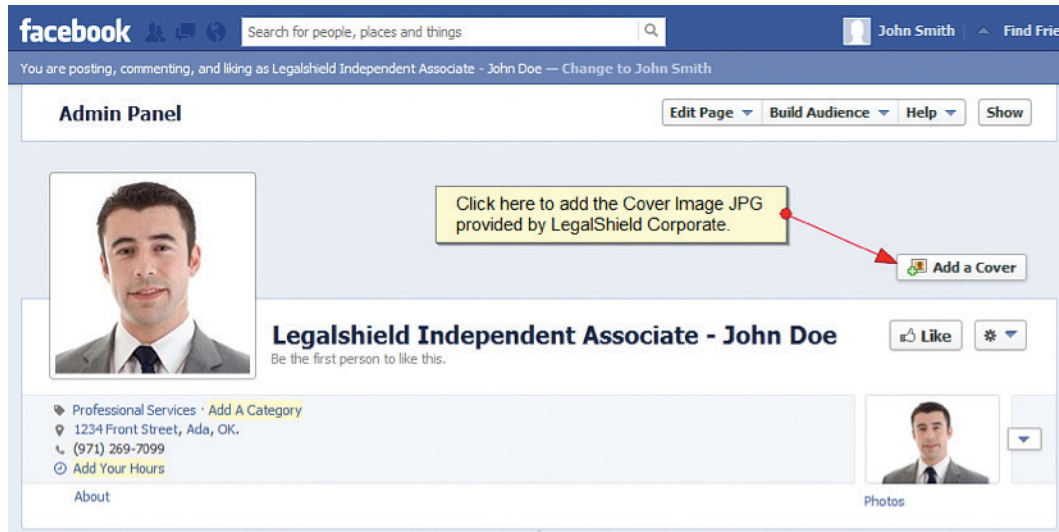 facebook
Search for people, places and things
John Smith
Find Frie
You are posting, commenting, and liking as Legalshield Independent Associate - John Doe — Change to John Smith
Admin Panel
Edit Page
Build Audience
Help
Show
Click here to add the Cover Image JPG
provided by LegalShield Corporate.
Add a Cover
Legalshield Independent Associate - John Doe
Like
Be the first person to like this.
Professional Services · Add A Category
1234 Front Street, Ada, OK.
(971) 269-7099
Add Your Hours
About
Photos